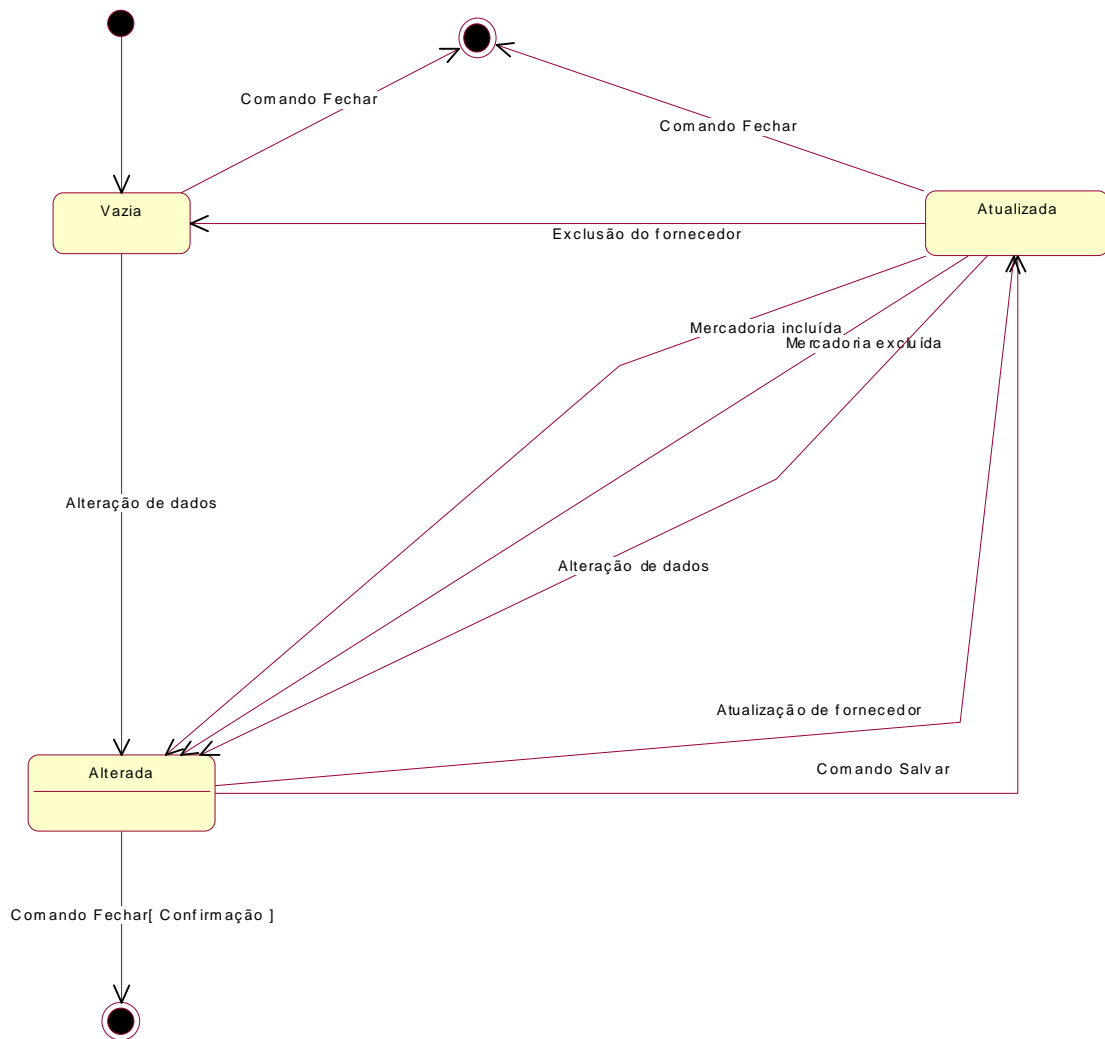 Comando Fechar
Comando Fechar
Vazia
Atualizada
Exclusão do fornecedor
Mercadoria incluída
Mercadoria excluída
Alteração de dados
Alteração de dados
Atualização de fornecedor
Comando Salvar
Alterada
Comando Fechar[ Confirmação ]